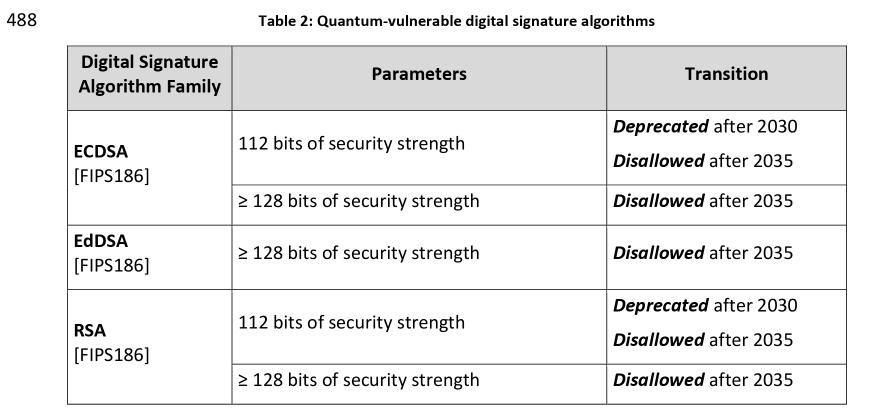 488
Table 2: Quantum-vulnerable digital signature algorithms
Digital Signature
Algorithm Family
Parameters
Transition
ECDSA
[FIPS186]
112 bits of security strength
Deprecated after 2030
Disallowed after 2035
≥ 128 bits of security strength
Disallowed after 2035
EdDSA
[FIPS186]
≥ 128 bits of security strength
Disallowed after 2035
RSA
[FIPS186]
112 bits of security strength
Deprecated after 2030
Disallowed after 2035
≥ 128 bits of security strength
Disallowed after 2035